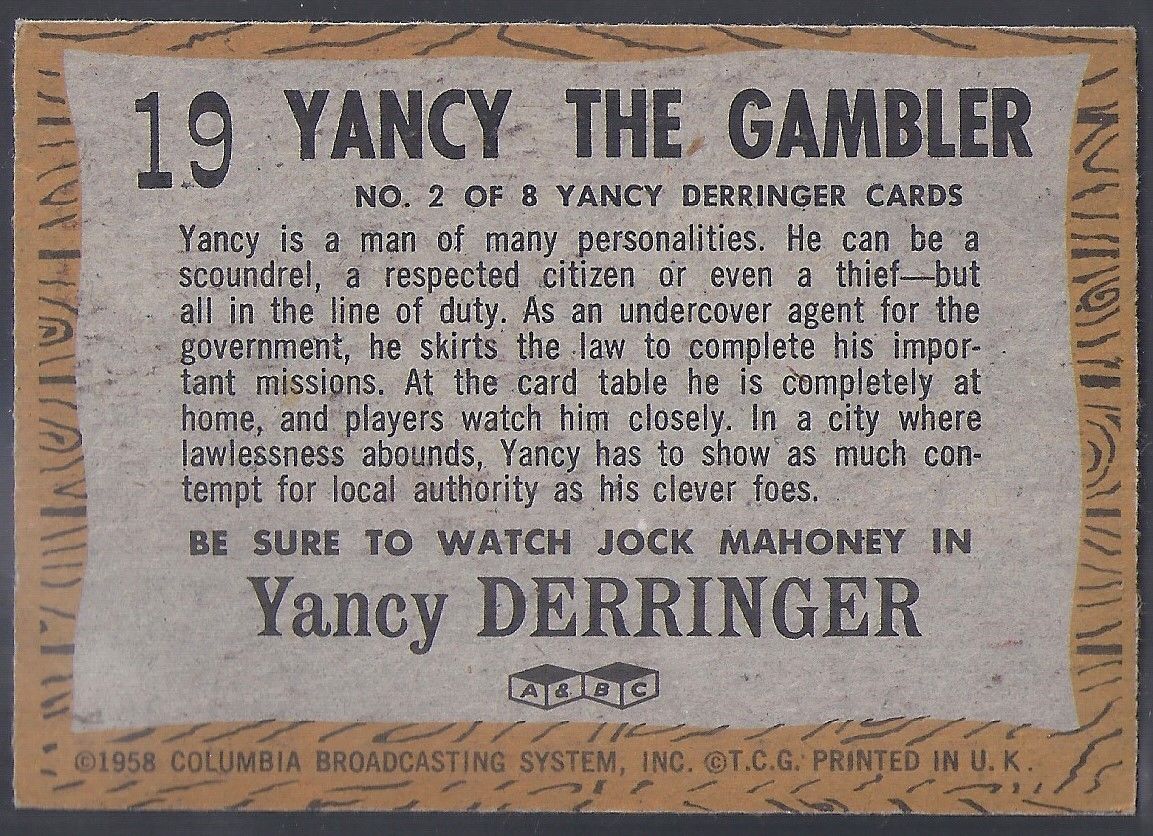 19 YANCY THE GAMBLER
NO. 2 OF 8 YANCY DERRINGER CARDS
Yancy is a man of many personalities. He can be a
scoundrel, a respected citizen or even a thief—but
all in the line of duty. As an undercover agent for the
government, he skirts the law to complete his impor-
tant missions. At the card table he is completely at
home, and players watch him closely. In a city where
lawlessness abounds, Yancy has to show as much con-
tempt for local authority as his clever foes.
BE SURE TO WATCH JOCK MAHONEY IN
Yancy DERRINGER
A & B C
©1958 COLUMBIA BROADCASTING SYSTEM, INC. ©T.C.G. PRINTED IN U. K.